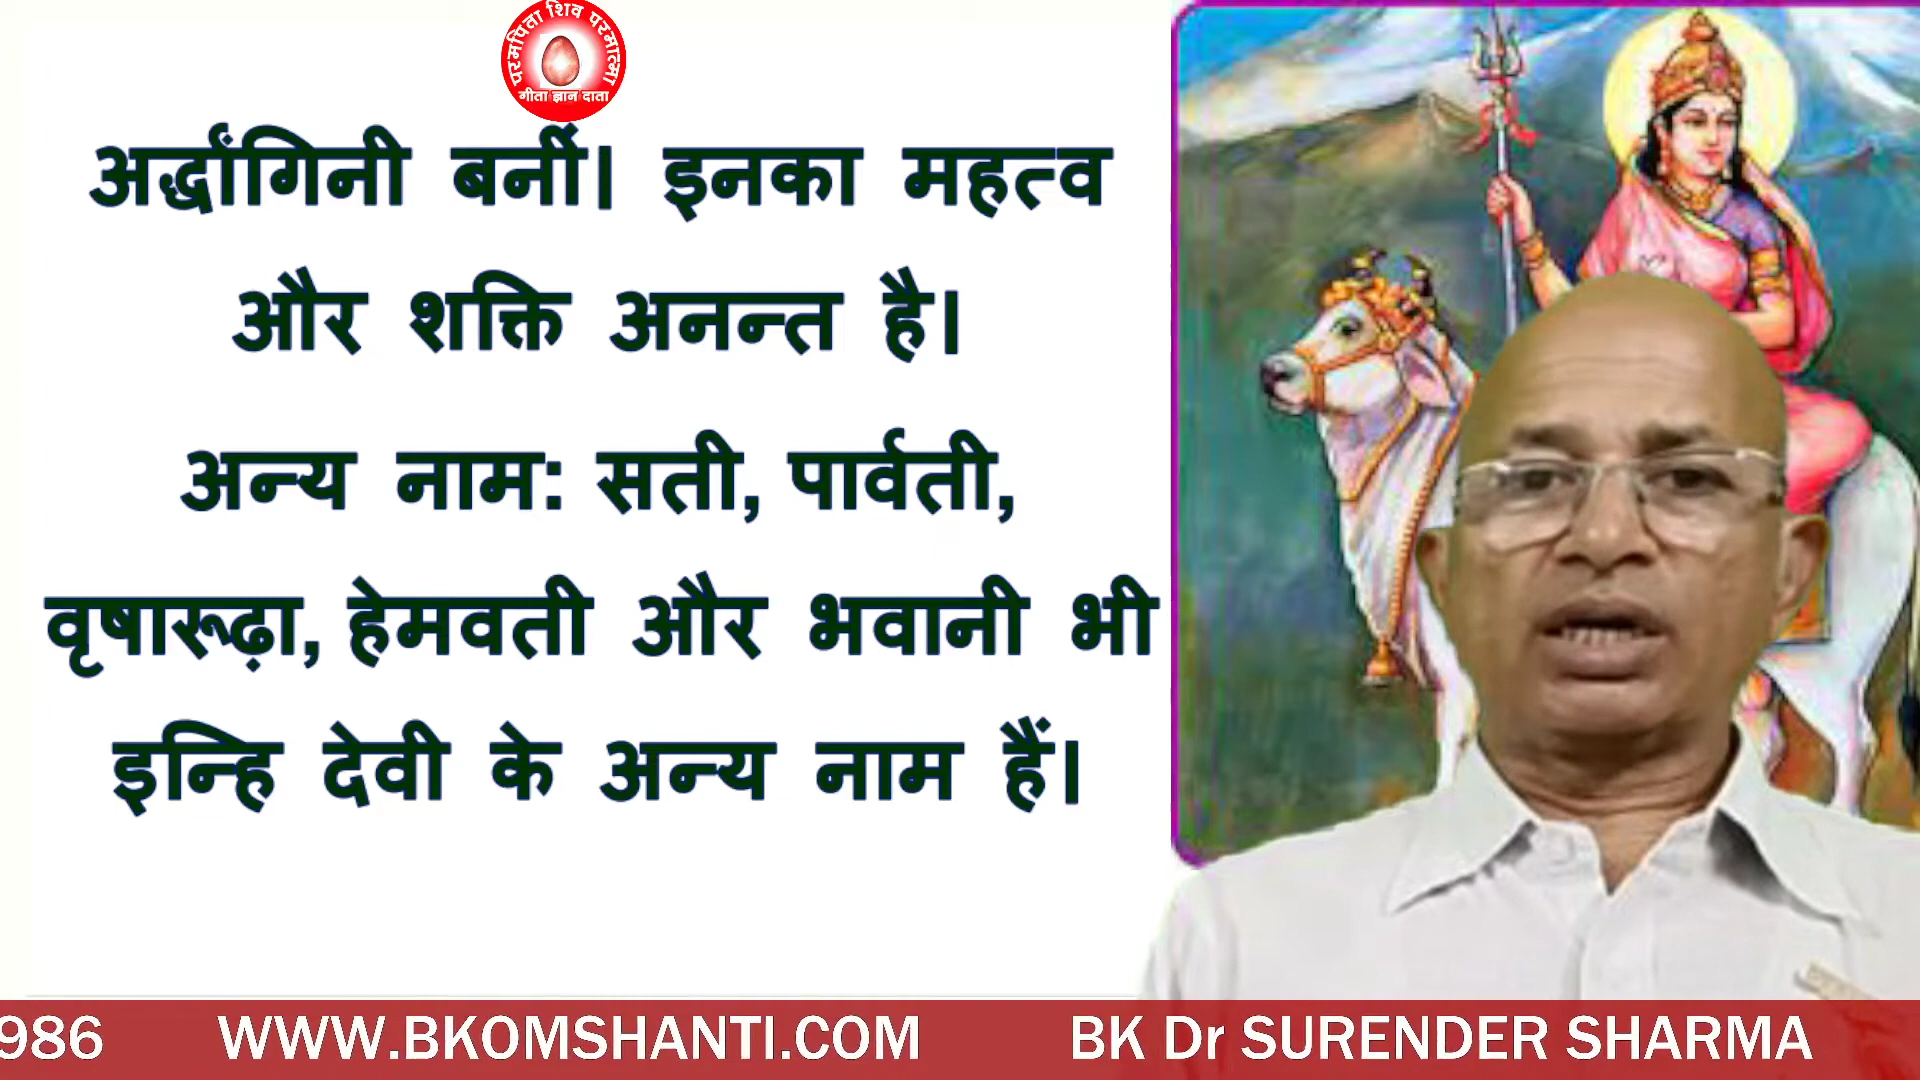 परमपिता शिव परमात्मा
गीता ज्ञान दाता
अर्द्धांगिनी बनीं। इनका महत्व
और शक्ति अनन्त है।
अन्य नाम: सती, पार्वती,
वृषारूढ़ा, हेमवती और भवानी भी
इन्हि देवी के अन्य नाम हैं।
986 WWW.BKOMSHANTI.COM BK Dr SURENDER SHARMA